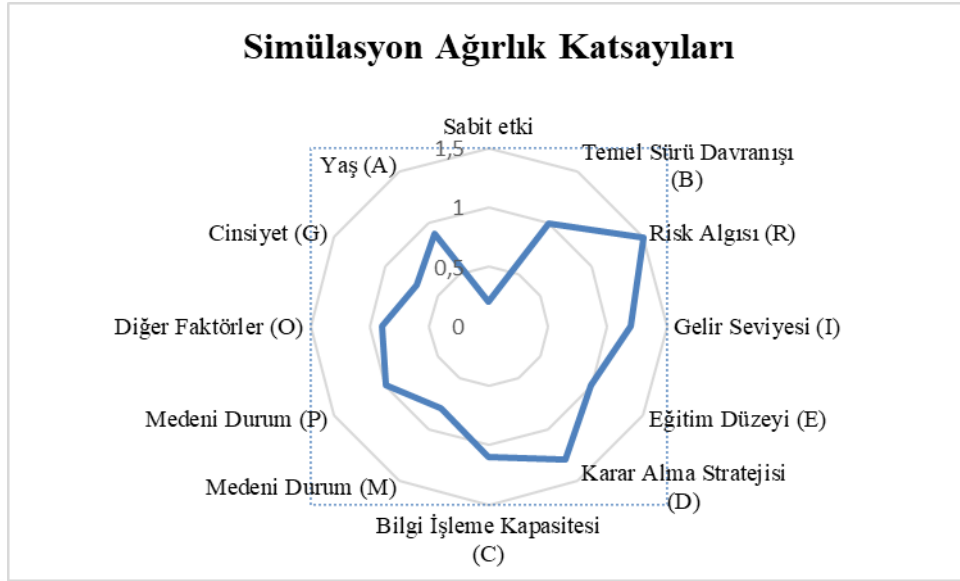 Simülasyon Ağırlık Katsayıları
Sabit etki
1,5
Temel Sürü Davranışı
(B)
Yaş (A)
1
Cinsiyet (G)
Risk Algısı (R)
0,5
Diğer Faktörler (O)
0
Gelir Seviyesi (I)
Medeni Durum (P)
Eğitim Düzeyi (E)
Medeni Durum (M)
Karar Alma Stratejisi
(D)
Bilgi İşleme Kapasitesi
(C)